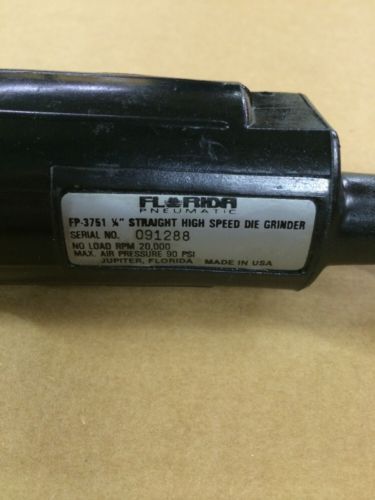 FLORIDA
PNEUMATIC
FP-3751 ¼" STRAIGHT HIGH SPEED DIE GRINDER
SERIAL NO. 091288
NO LOAD RPM 20,000
MAX. AIR PRESSURE 90 PSI
JUPITER, FLORIDA MADE IN USA